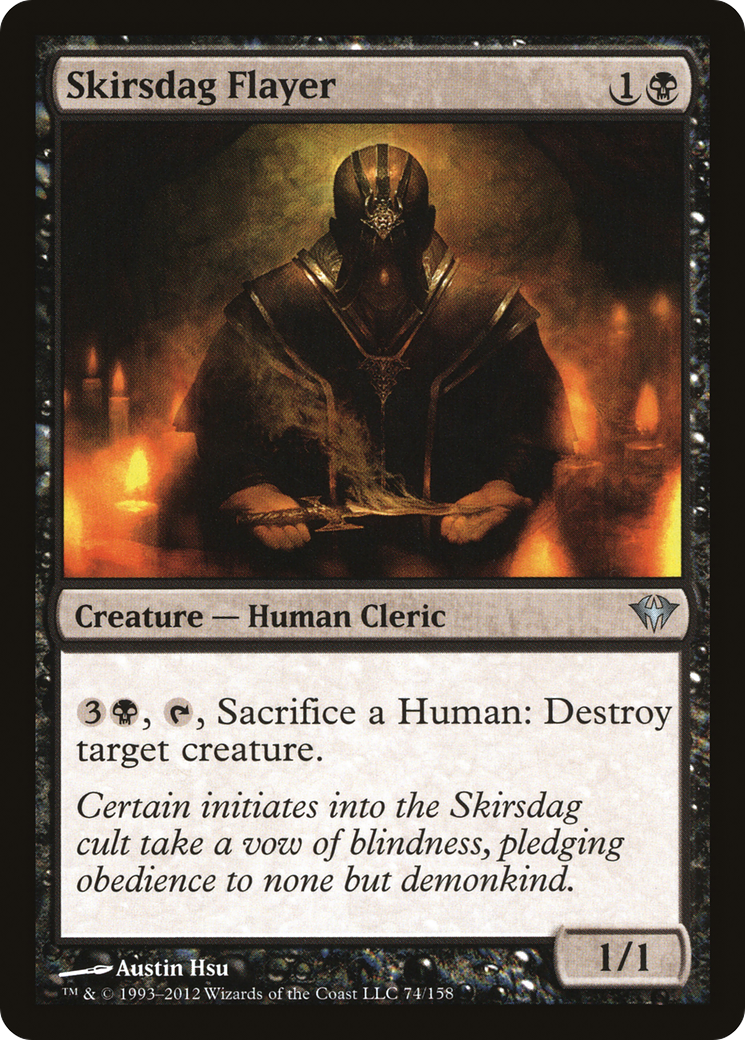 Skirsdag Flayer 1
Creature — Human Cleric
3, , Sacrifice a Human: Destroy
target creature.
Certain initiates into the Skirsdag
cult take a vow of blindness, pledging
obedience to none but demonkind.
1/1
Austin Hsu
™ & © 1993–2012 Wizards of the Coast LLC 74/158